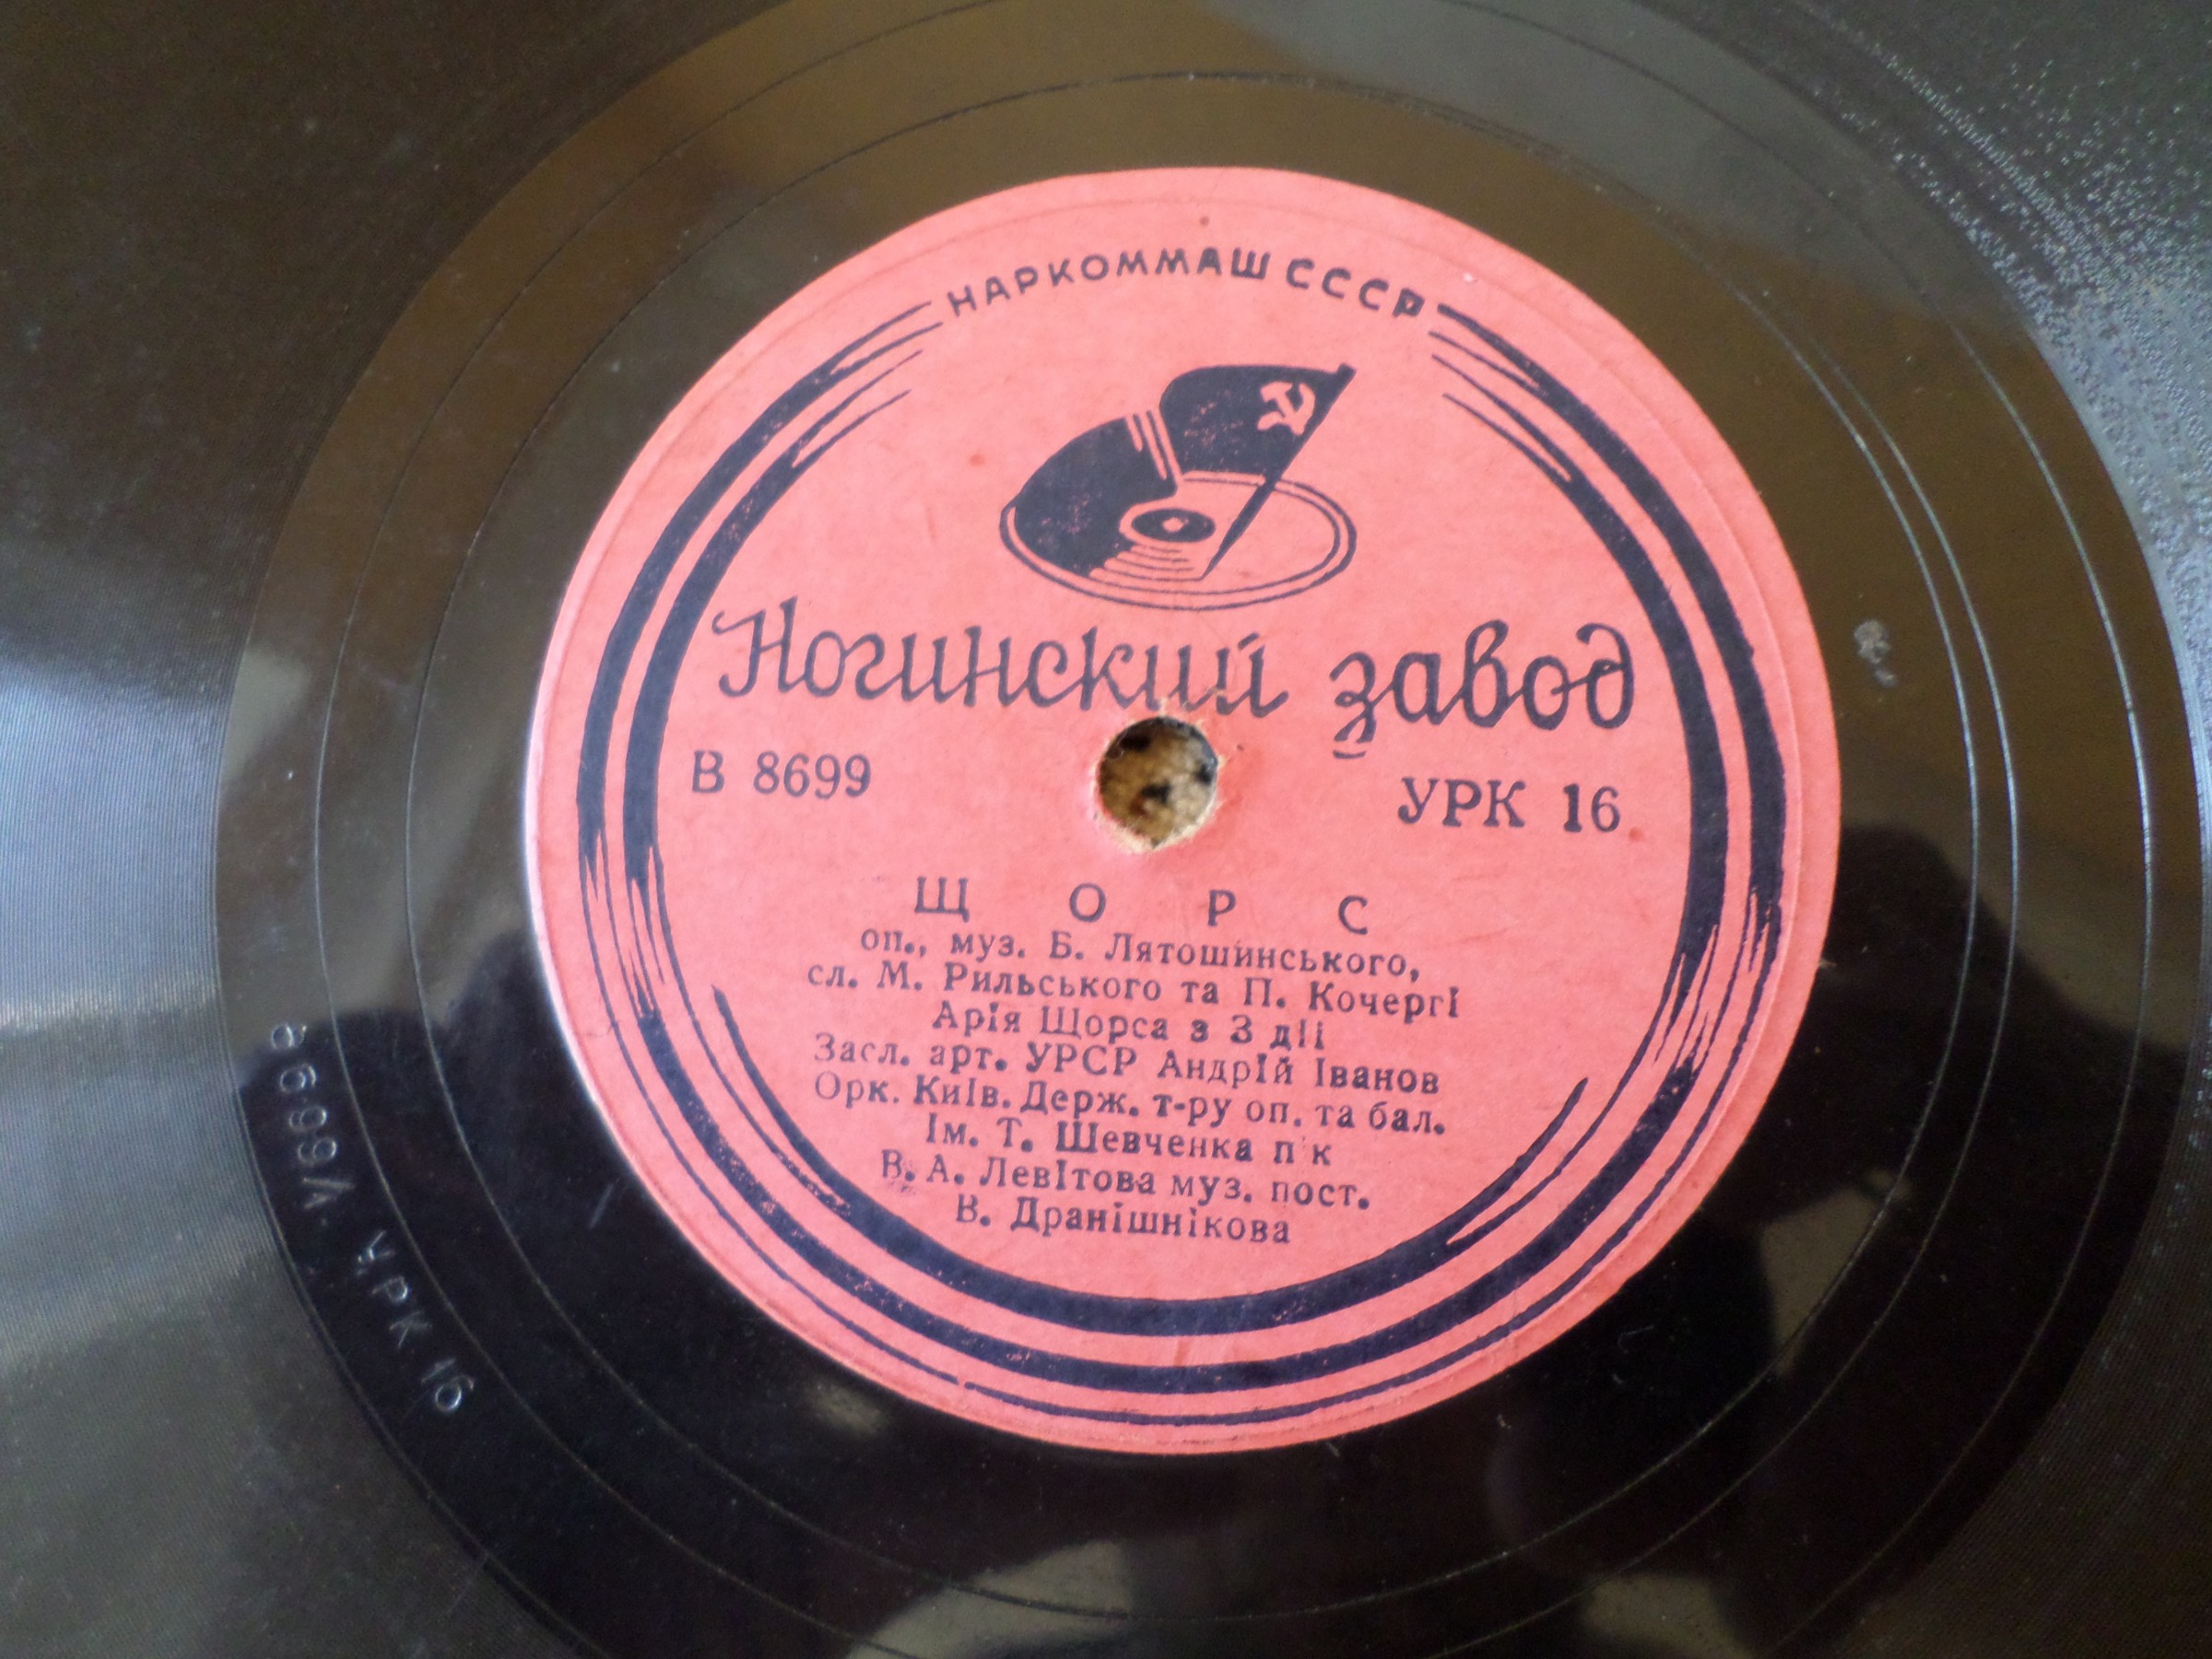 НАРКОММАШ СССР
Ногинский завод
В 8699
УРК 16
ЩОРС
оп., муз. Б. Лятошинського,
сл. М. Рильського та П. Кочергі
Арія Щорса з 3 дії
Засл. арт. УРСР Андрій Іванов
Орк. Київ. Держ. т-ру оп. та бал.
Ім. Т. Шевченка п к
В. А. Левітова муз. пост.
В. Дранішнікова
8699/1 УРК 16